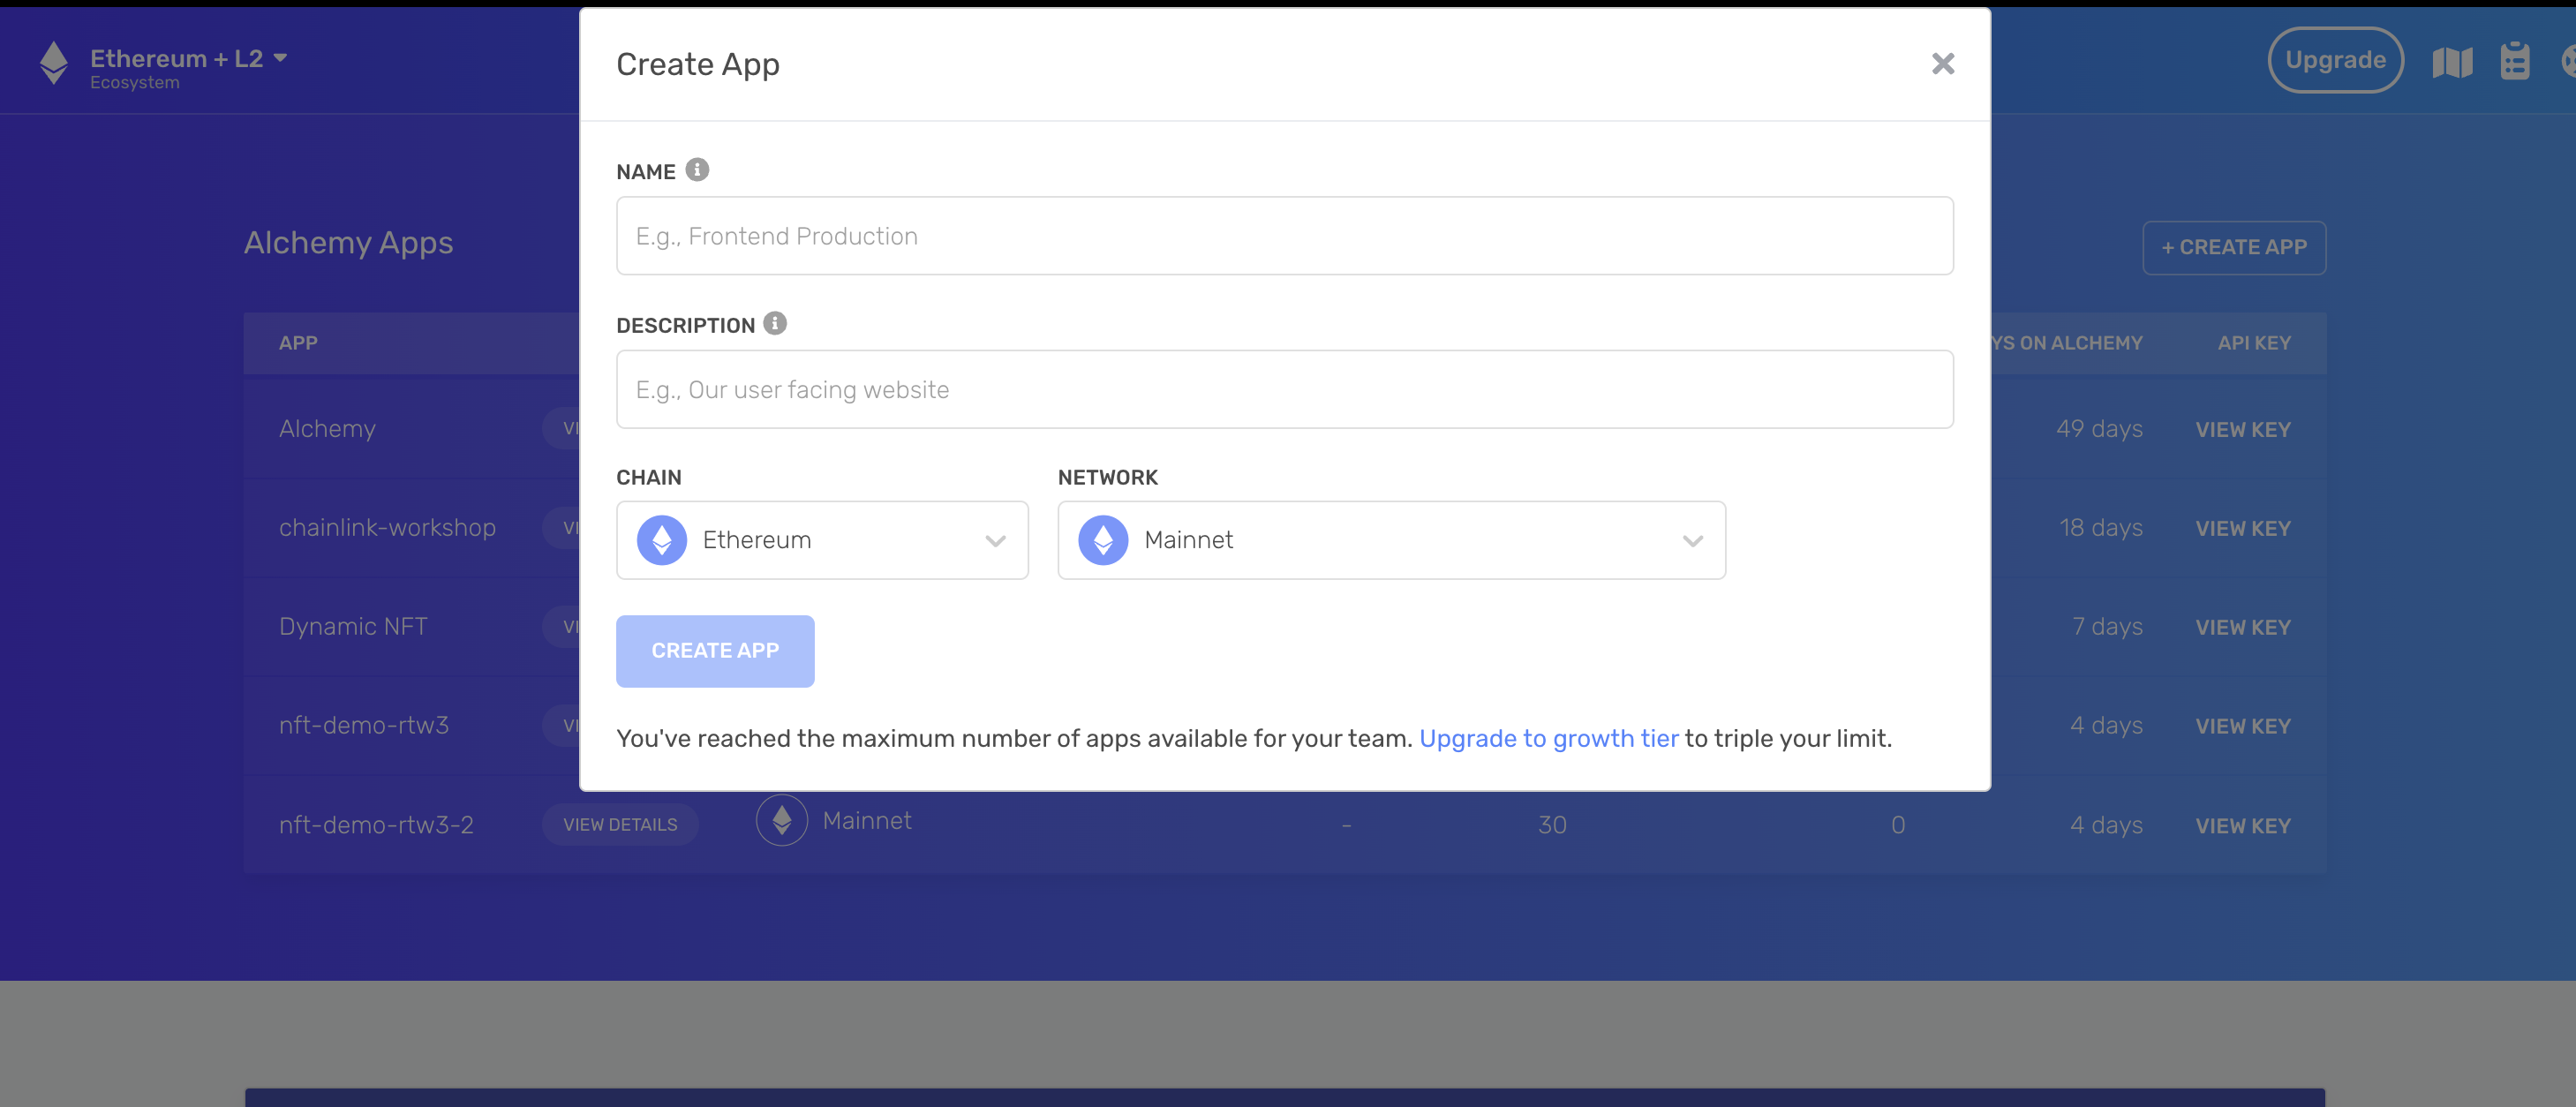 Ethereum + L2
Ecosystem
Upgrade
Create App
NAME
E.g., Frontend Production
DESCRIPTION
E.g., Our user facing website
CHAIN
NETWORK
Ethereum
Mainnet
CREATE APP
You've reached the maximum number of apps available for your team. Upgrade to growth tier to triple your limit.
Alchemy Apps
+ CREATE APP
APP
YS ON ALCHEMY
API KEY
Alchemy
VI
49 days
VIEW KEY
chainlink-workshop
VI
18 days
VIEW KEY
Dynamic NFT
VI
7 days
VIEW KEY
nft-demo-rtw3
VI
4 days
VIEW KEY
nft-demo-rtw3-2
VIEW DETAILS
Mainnet
-
30
0
4 days
VIEW KEY